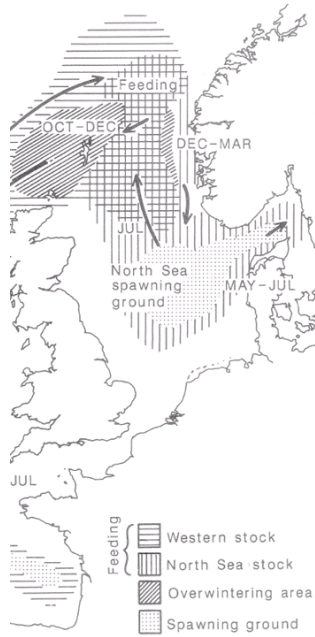 Feeding
OCT-DEC
DEC-MAR
JUL
North Sea
spawning
ground
MAY-JUL
JUL
Feeding
Western stock
North Sea stock
Overwintering area
Spawning ground